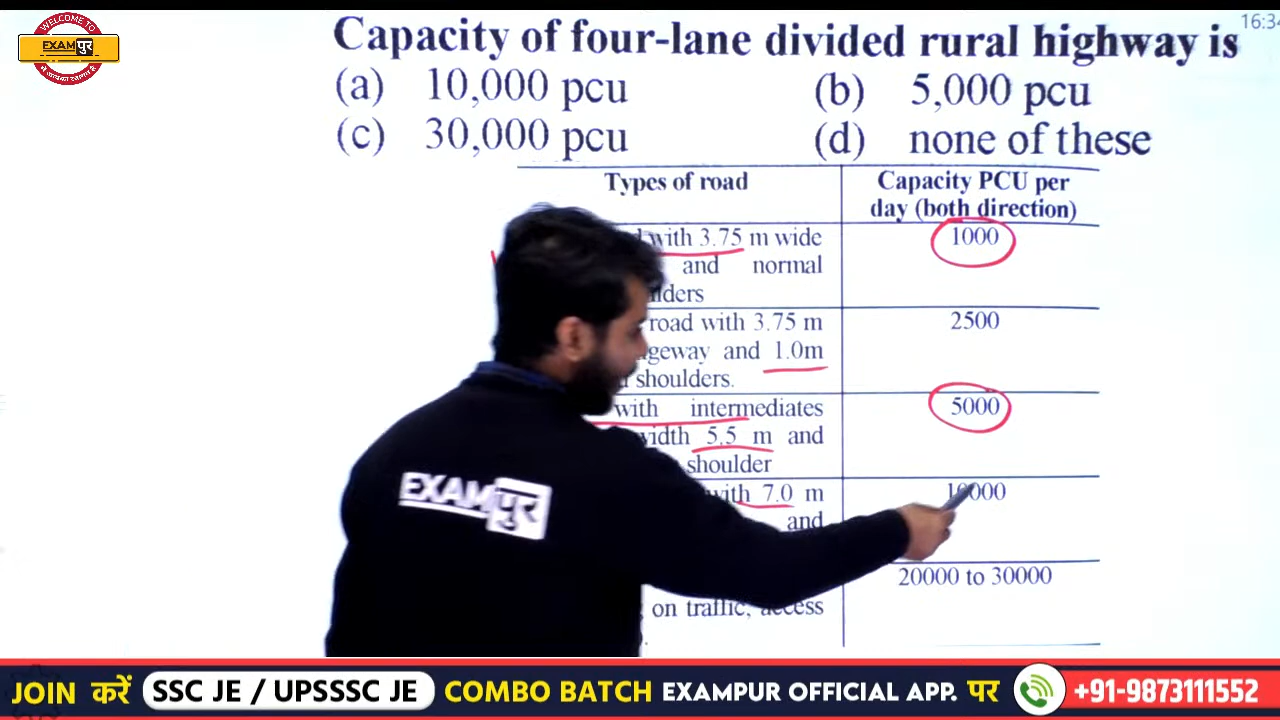 WELCOME TO
EXAMपुर
16:34
Capacity of four-lane divided rural highway is
(a) 10,000 pcu (b) 5,000 pcu
(c) 30,000 pcu (d) none of these
Types of road Capacity PCU per
day (both direction)
with 3.75 m wide 1000
and normal
lders
road with 3.75 m 2500
geway and 1.0m
shoulders.
with intermediates 5000
width 5.5 m and
shoulder
with 7.0 m 10000
and
20000 to 30000
on traffic, access
EXAMपुर
JOIN करें SSC JE / UPSSSC JE COMBO BATCH EXAMPUR OFFICIAL APP. पर +91-9873111552